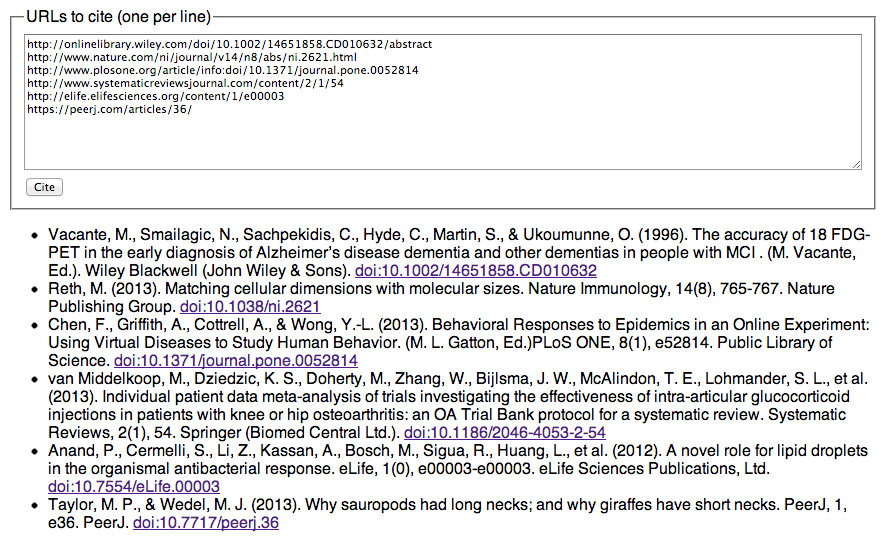 URLs to cite (one per line)
http://onlinelibrary.wiley.com/doi/10.1002/14651858.CD010632/abstract
http://www.nature.com/ni/journal/v14/n8/abs/ni.2621.html
http://www.plosone.org/article/info:doi/10.1371/journal.pone.0052814
http://www.systematicreviewsjournal.com/content/2/1/54
http://elife.elifesciences.org/content/1/e00003
https://peerj.com/articles/36/
Cite
• Vacante, M., Smailagic, N., Sachpekidis, C., Hyde, C., Martin, S., & Ukoumunne, O. (1996). The accuracy of 18 FDG-
PET in the early diagnosis of Alzheimer's disease dementia and other dementias in people with MCI . (M. Vacante,
Ed.). Wiley Blackwell (John Wiley & Sons). doi:10.1002/14651858.CD010632
• Reth, M. (2013). Matching cellular dimensions with molecular sizes. Nature Immunology, 14(8), 765-767. Nature
Publishing Group. doi:10.1038/ni.2621
• Chen, F., Griffith, A., Cottrell, A., & Wong, Y.-L. (2013). Behavioral Responses to Epidemics in an Online Experiment:
Using Virtual Diseases to Study Human Behavior. (M. L. Gatton, Ed.)PLoS ONE, 8(1), e52814. Public Library of
Science. doi:10.1371/journal.pone.0052814
• van Middelkoop, M., Dziedzic, K. S., Doherty, M., Zhang, W., Bijlsma, J. W., McAlindon, T. E., Lohmander, S. L., et al.
(2013). Individual patient data meta-analysis of trials investigating the effectiveness of intra-articular glucocorticoid
injections in patients with knee or hip osteoarthritis: an OA Trial Bank protocol for a systematic review. Systematic
Reviews, 2(1), 54. Springer (Biomed Central Ltd.). doi:10.1186/2046-4053-2-54
• Anand, P., Cermelli, S., Li, Z., Kassan, A., Bosch, M., Sigua, R., Huang, L., et al. (2012). A novel role for lipid droplets
in the organismal antibacterial response. eLife, 1(0), e00003-e00003. eLife Sciences Publications, Ltd.
doi:10.7554/eLife.00003
• Taylor, M. P., & Wedel, M. J. (2013). Why sauropods had long necks; and why giraffes have short necks. PeerJ, 1,
e36. PeerJ. doi:10.7717/peerj.36